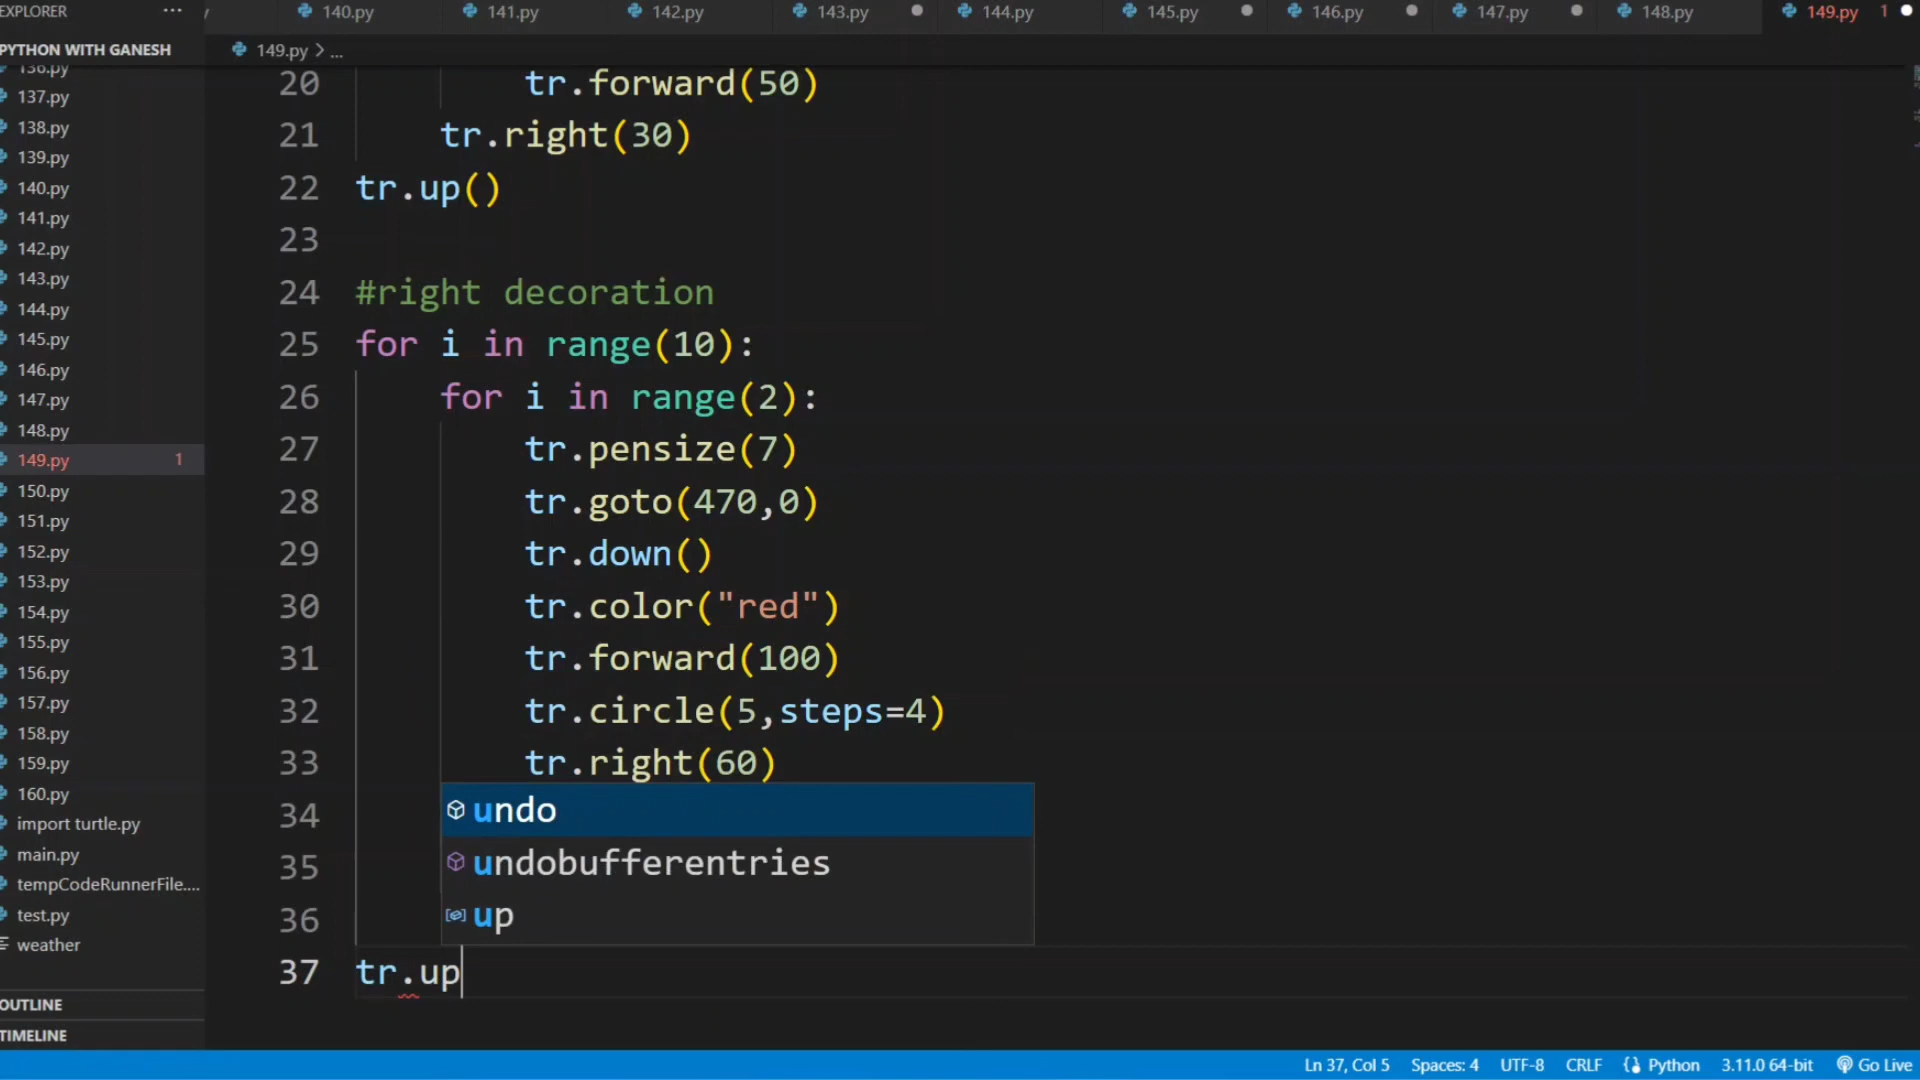 EXPLORER ...
140.py 141.py 142.py 143.py 144.py 145.py 146.py 147.py 148.py 149.py 1
PYTHON WITH GANESH
149.py > ...
136.py
137.py
138.py
139.py
140.py
141.py
142.py
143.py
144.py
145.py
146.py
147.py
148.py
149.py 1
150.py
151.py
152.py
153.py
154.py
155.py
156.py
157.py
158.py
159.py
160.py
import turtle.py
main.py
tempCodeRunnerFile....
test.py
weather
OUTLINE
TIMELINE
20 tr.forward(50)
21 tr.right(30)
22 tr.up()
23
24 #right decoration
25 for i in range(10):
26 for i in range(2):
27 tr.pensize(7)
28 tr.goto(470,0)
29 tr.down()
30 tr.color("red")
31 tr.forward(100)
32 tr.circle(5,steps=4)
33 tr.right(60)
34 undo
35 undobufferentries
36 up
37 tr.up
Ln 37, Col 5 Spaces: 4 UTF-8 CRLF Python 3.11.0 64-bit Go Live